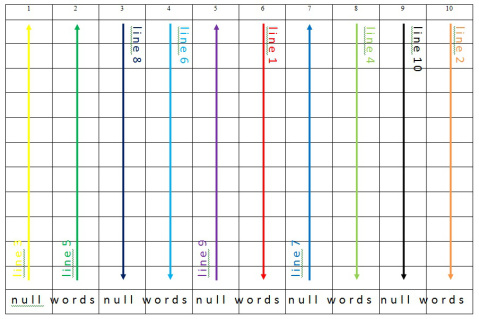 1 2 3 4 5 6 7 8 9 10
line 3
line 5
line 8
line 6
line 9
line 1
line 7
line 4
line 10
line 2
null words null words null words null words null words